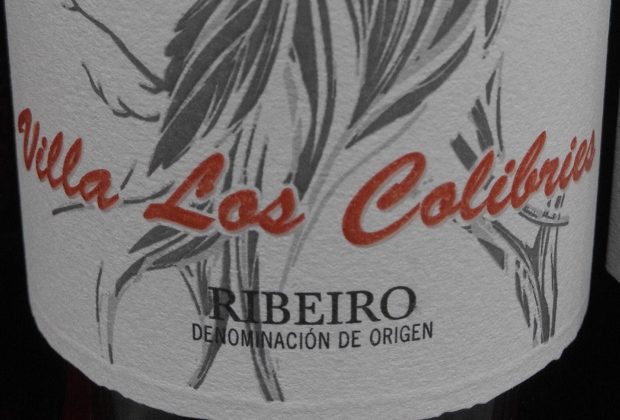 Villa Los Colibries
RIBEIRO
DENOMINACIÓN DE ORIGEN